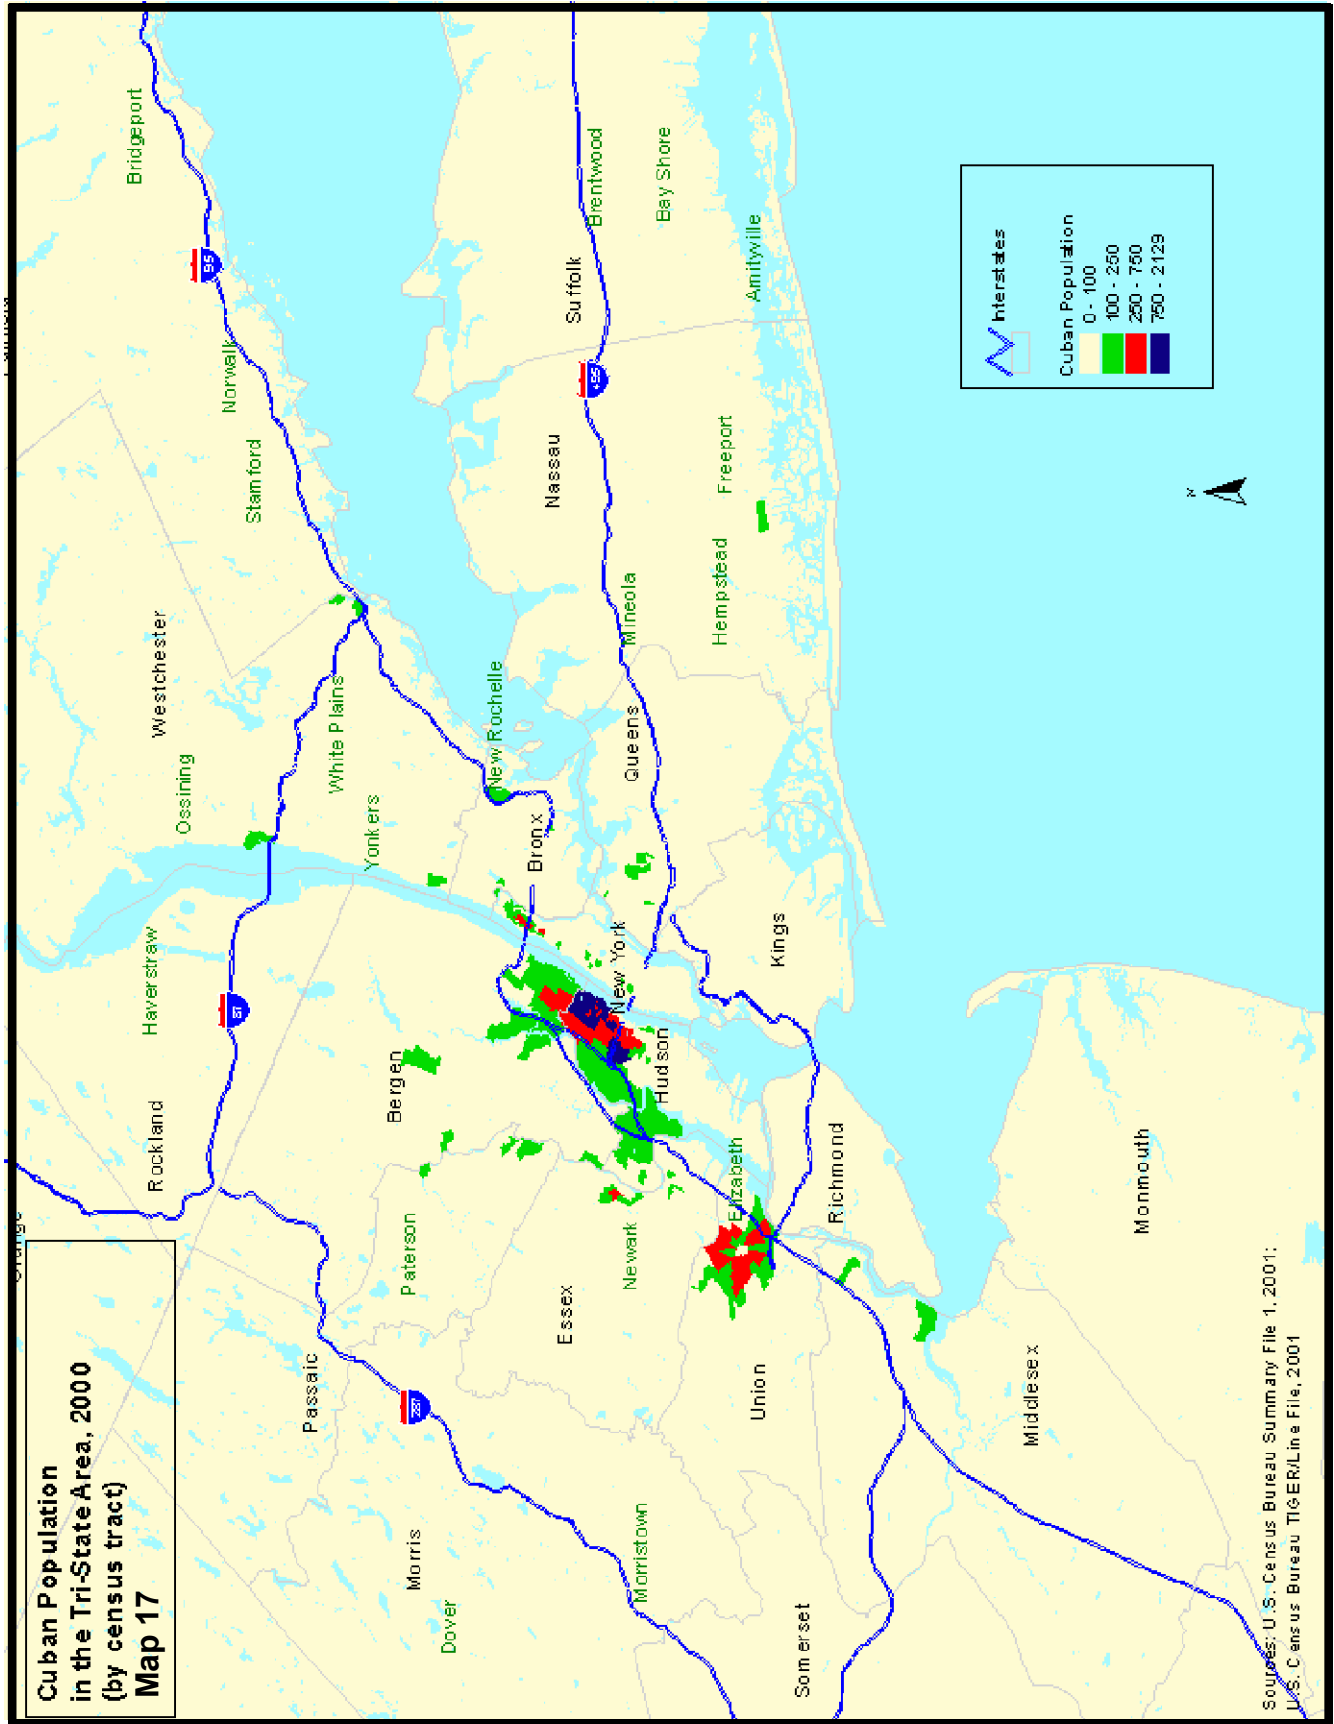 Cuban Population
in the Tri-State Area, 2000
(by census tract)
Map 17
Bridgeport
95
Norwalk
Stamford
Westchester
Ossining
White Plains
Yonkers
New Rochelle
Haverstraw
87
Rockland
Bergen
Paterson
Passaic
287
Morris
Dover
Morristown
Essex
Newark
Union
Elizabeth
Hudson
New York
Bronx
Queens
Kings
Richmond
Middlesex
Somerset
Monmouth
Nassau
Suffolk
Mineola
Hempstead
Freeport
Amityville
Bay Shore
Brentwood
N
Interstates
Cuban Population
0 - 100
100 - 250
250 - 750
750 - 2129
Sources: U.S. Census Bureau Summary File 1, 2001;
U.S. Census Bureau TIGER/Line File, 2001